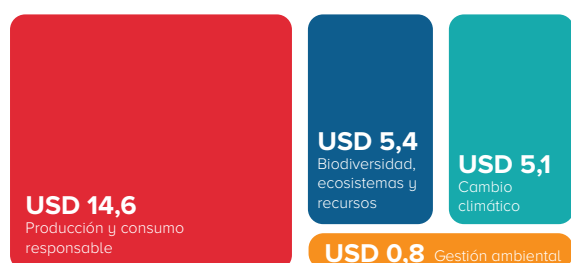 USD 14,6
Producción y consumo
responsable
USD 5,4
Biodiversidad,
ecosistemas y
recursos
USD 5,1
Cambio
climático
USD 0,8 Gestión ambiental